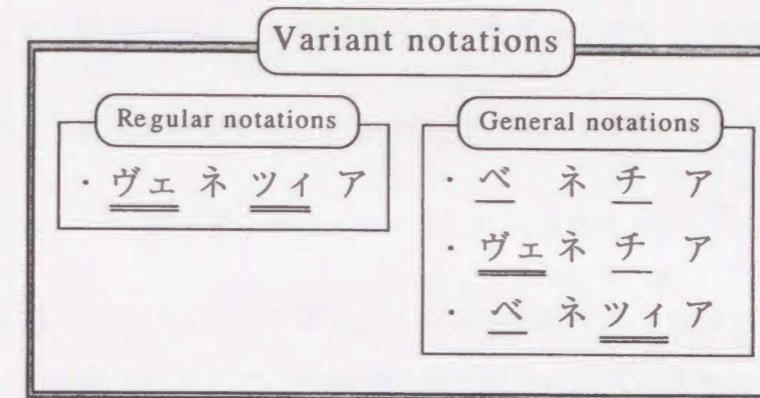 Variant notations
Regular notations
・ヴェネツィア
General notations
・ベネチア
・ヴェネチア
・ベネツィア